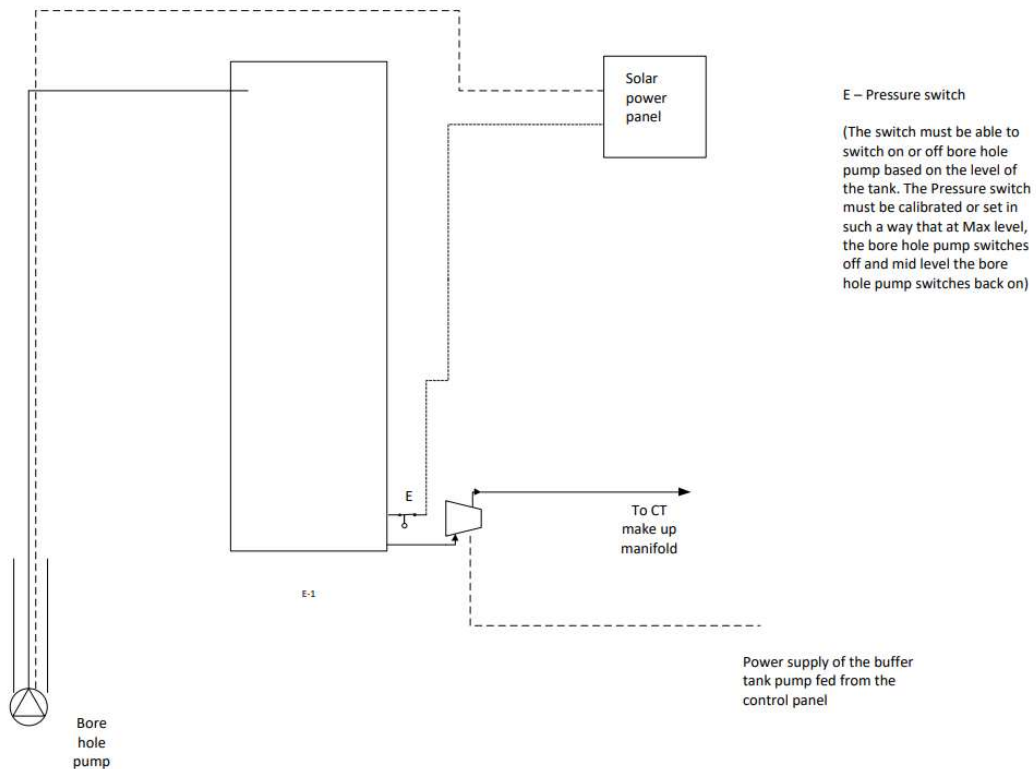 Solar
power
panel
E – Pressure switch
(The switch must be able to
switch on or off bore hole
pump based on the level of
the tank. The Pressure switch
must be calibrated or set in
such a way that at Max level,
the bore hole pump switches
off and mid level the bore
hole pump switches back on)
E
To CT
make up
manifold
E-1
Power supply of the buffer
tank pump fed from the
control panel
Bore
hole
pump